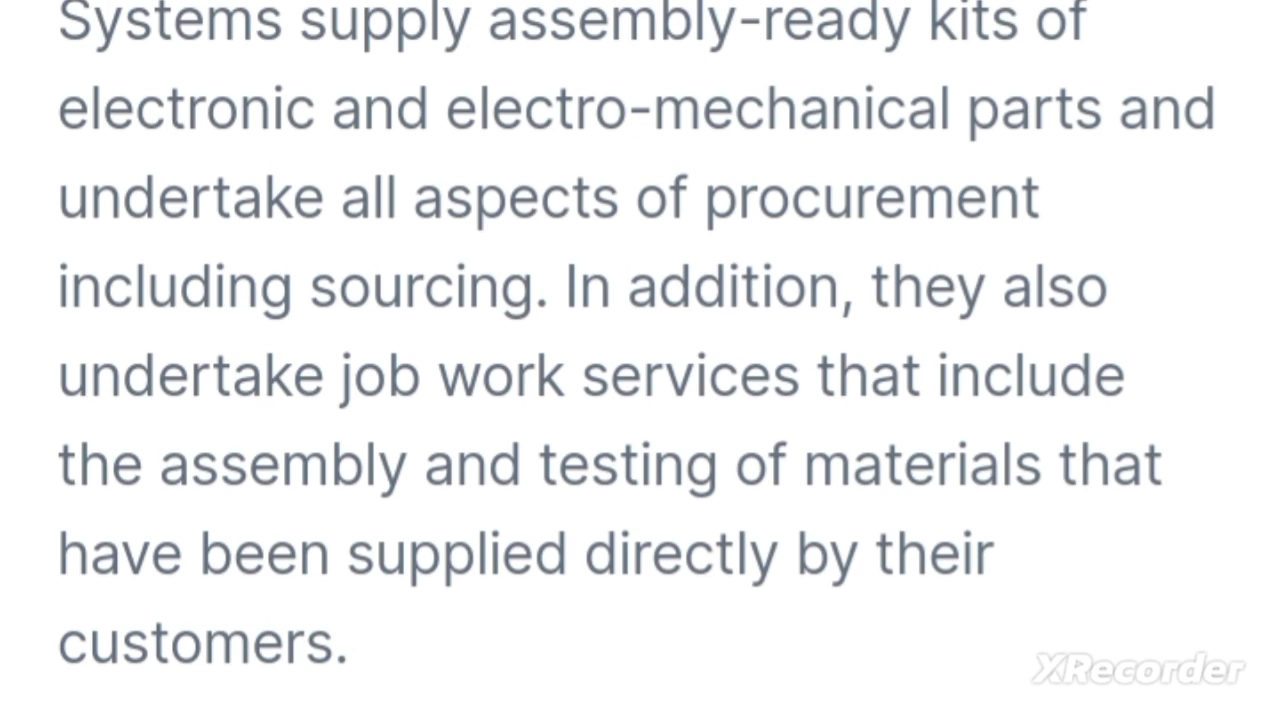 Systems supply assembly-ready kits of
electronic and electro-mechanical parts and
undertake all aspects of procurement
including sourcing. In addition, they also
undertake job work services that include
the assembly and testing of materials that
have been supplied directly by their
customers.
XRecorder